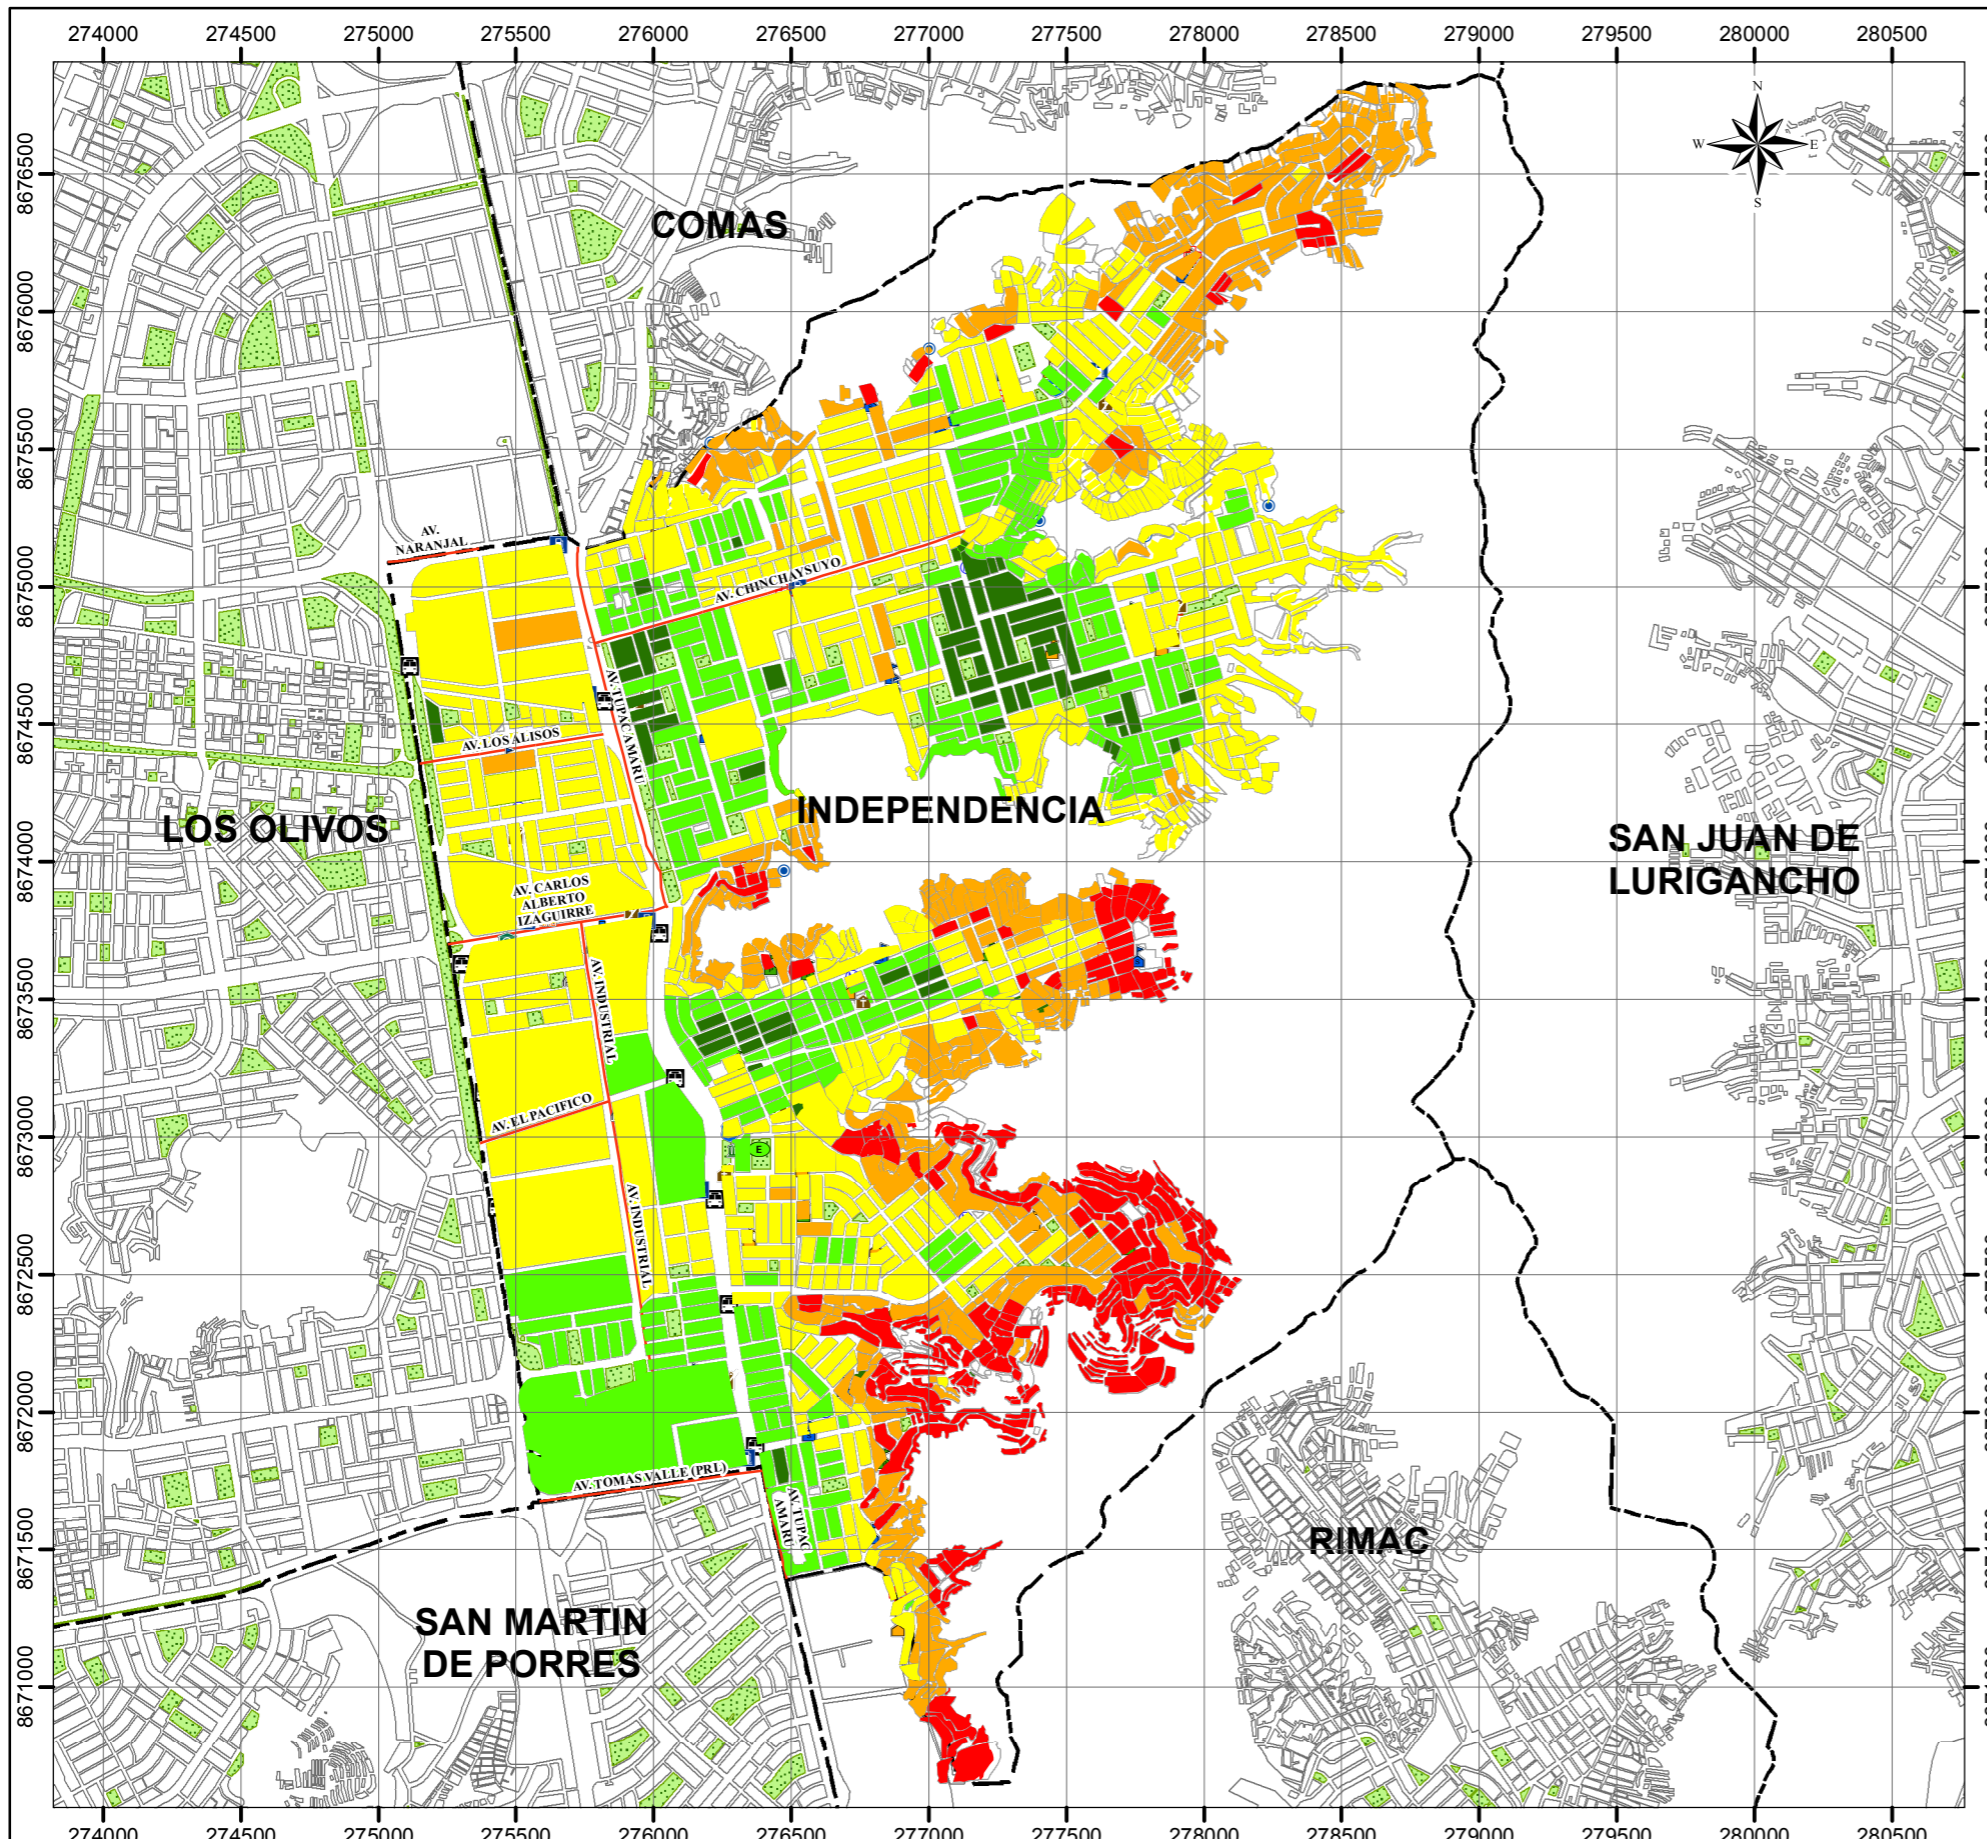 274000 274500 275000 275500 276000 276500 277000 277500 278000 278500 279000 279500 280000 280500
N
W E
S
8676500
8676000
8675500
8675000
8674500
8674000
8673500
8673000
8672500
8672000
8671500
8671000
COMAS
AV.
NARANJAL
AV. CHINCHAYSUYO
AV. TUPAC AMARU
AV. LOS ALISOS
INDEPENDENCIA
LOS OLIVOS
SAN JUAN DE
LURIGANCHO
AV. CARLOS
ALBERTO
IZAGUIRRE
AV. INDUSTRIAL
AV. EL PACIFICO
E
AV. INDUSTRIAL
AV. TOMAS VALLE (PRL)
AV. TUPAC
AMARU
RIMAC
SAN MARTIN
DE PORRES
274000 274500 275000 275500 276000 276500 277000 277500 278000 278500 279000 279500 280000 280500